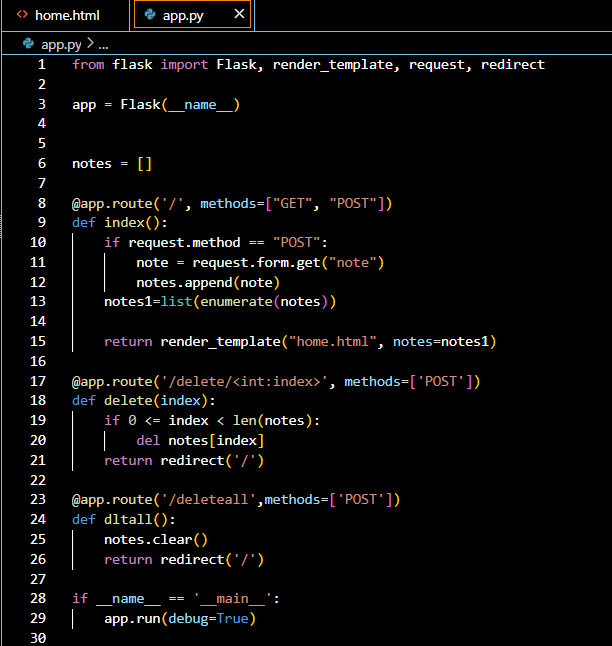 home.html
app.py
app.py > ...
1 from flask import Flask, render_template, request, redirect
2
3 app = Flask(__name__)
4
5
6 notes = []
7
8 @app.route('/', methods=["GET", "POST"])
9 def index():
10     if request.method == "POST":
11         note = request.form.get("note")
12         notes.append(note)
13     notes1=list(enumerate(notes))
14
15     return render_template("home.html", notes=notes1)
16
17 @app.route('/delete/<int:index>', methods=['POST'])
18 def delete(index):
19     if 0 <= index < len(notes):
20         del notes[index]
21     return redirect('/')
22
23 @app.route('/deleteall',methods=['POST'])
24 def dltall():
25     notes.clear()
26     return redirect('/')
27
28 if __name__ == '__main__':
29     app.run(debug=True)
30